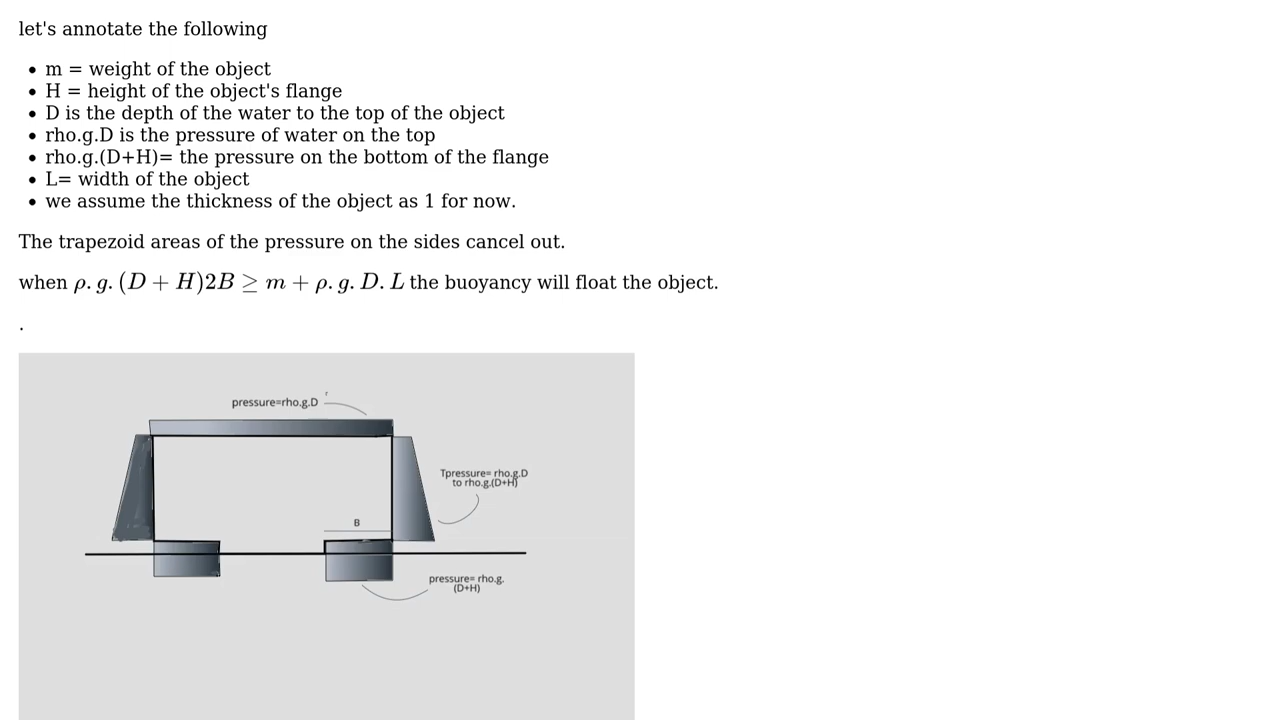 let's annotate the following
• m = weight of the object
• H = height of the object's flange
• D is the depth of the water to the top of the object
• rho.g.D is the pressure of water on the top
• rho.g.(D+H)= the pressure on the bottom of the flange
• L= width of the object
• we assume the thickness of the object as 1 for now.
The trapezoid areas of the pressure on the sides cancel out.
when ρ. g. (D + H)2B ≥ m + ρ. g. D. L the buoyancy will float the object.
.
pressure=rho.g.D
Tpressure= rho.g.D
to rho.g.(D+H)
B
pressure= rho.g.
(D+H)